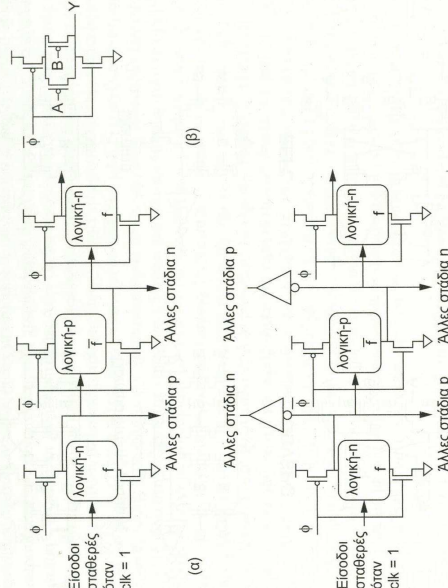 φ̅
A
B
Y
(β)
φ
φ̅
φ
λογική-n
f
λογική-p
f̅
λογική-n
f
Είσοδοι
σταθερές
όταν
clk = 1
Άλλες στάδια p
Άλλες στάδια n
(α)
Άλλες στάδια n
Άλλες στάδια p
φ
φ̅
φ
λογική-n
f
λογική-p
f̅
λογική-n
f
Είσοδοι
σταθερές
όταν
clk = 1
Άλλες στάδια p
Άλλες στάδια n